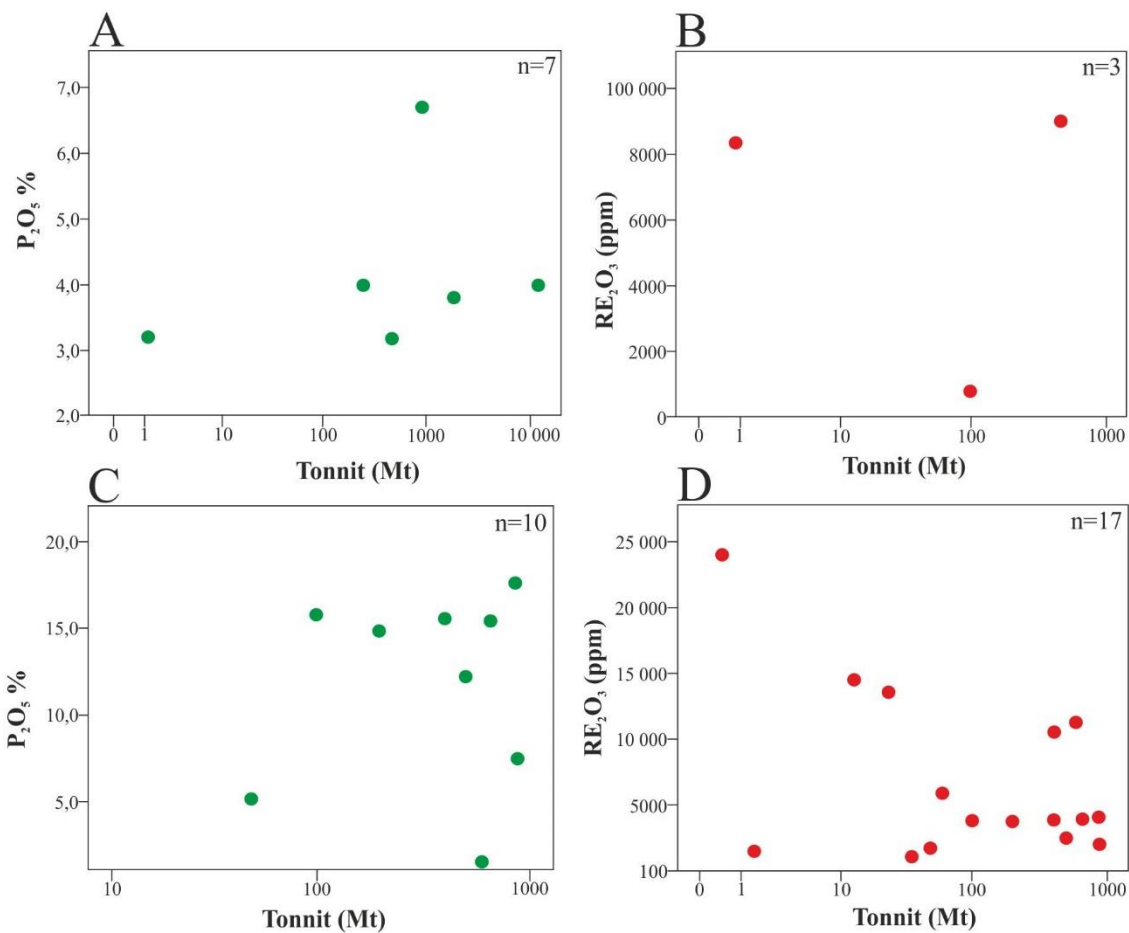 A
n=7
7,0
6,0
5,0
4,0
3,0
2,0
P₂O₅ %
0 1 10 100 1000 10 000
Tonnit (Mt)
B
n=3
100 000
8000
6000
4000
2000
0
RE₂O₃ (ppm)
0 1 10 100 1000
Tonnit (Mt)
C
n=10
20,0
15,0
10,0
5,0
P₂O₅ %
10 100 1000
Tonnit (Mt)
D
n=17
25 000
20 000
15 000
10 000
5000
100
RE₂O₃ (ppm)
0 1 10 100 1000
Tonnit (Mt)